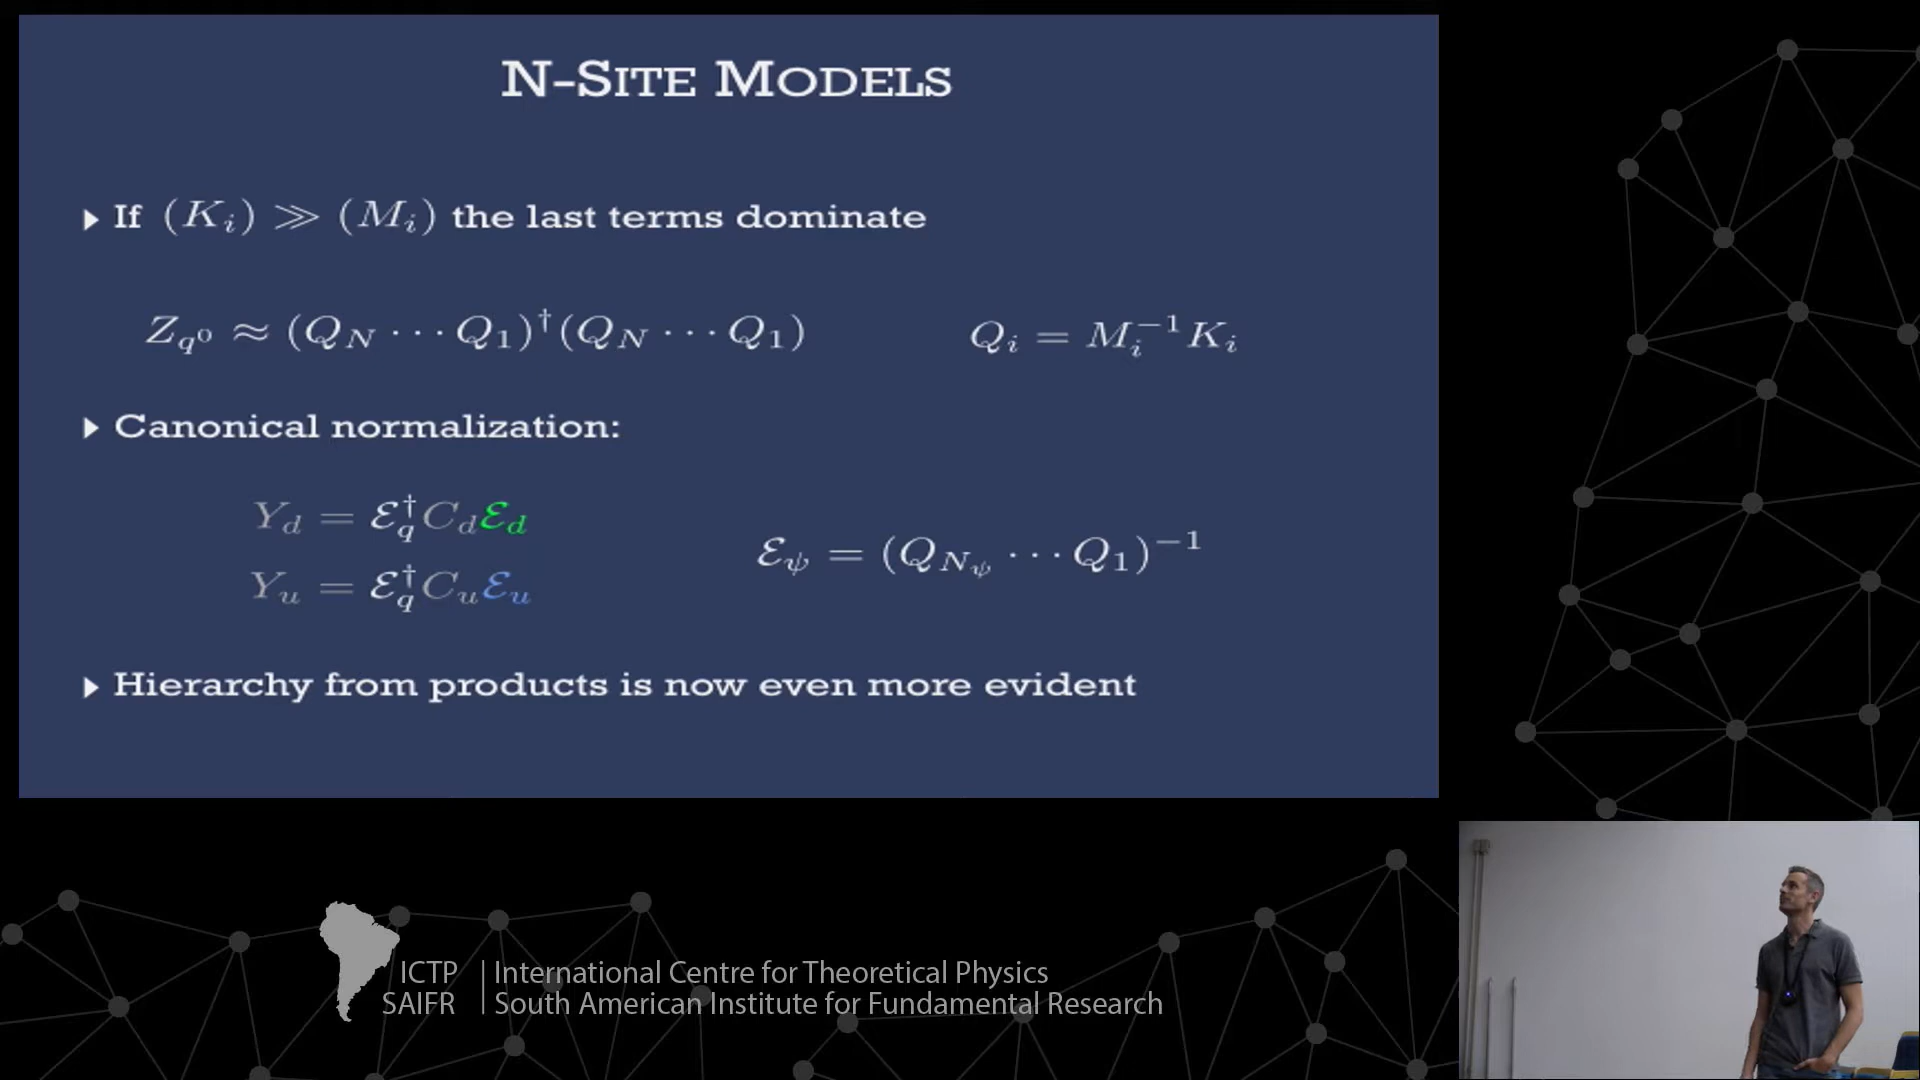 N-Site Models
If (K_i) ≫ (M_i) the last terms dominate
Z_{q^0} ≈ (Q_N ··· Q_1)^† (Q_N ··· Q_1)    Q_i = M_i^{-1} K_i
Canonical normalization:
Y_d = ℰ_q^† C_d ℰ_d
ℰ_ψ = (Q_{N_ψ} ··· Q_1)^{-1}
Y_u = ℰ_q^† C_u ℰ_u
Hierarchy from products is now even more evident
ICTP | International Centre for Theoretical Physics
SAIFR | South American Institute for Fundamental Research